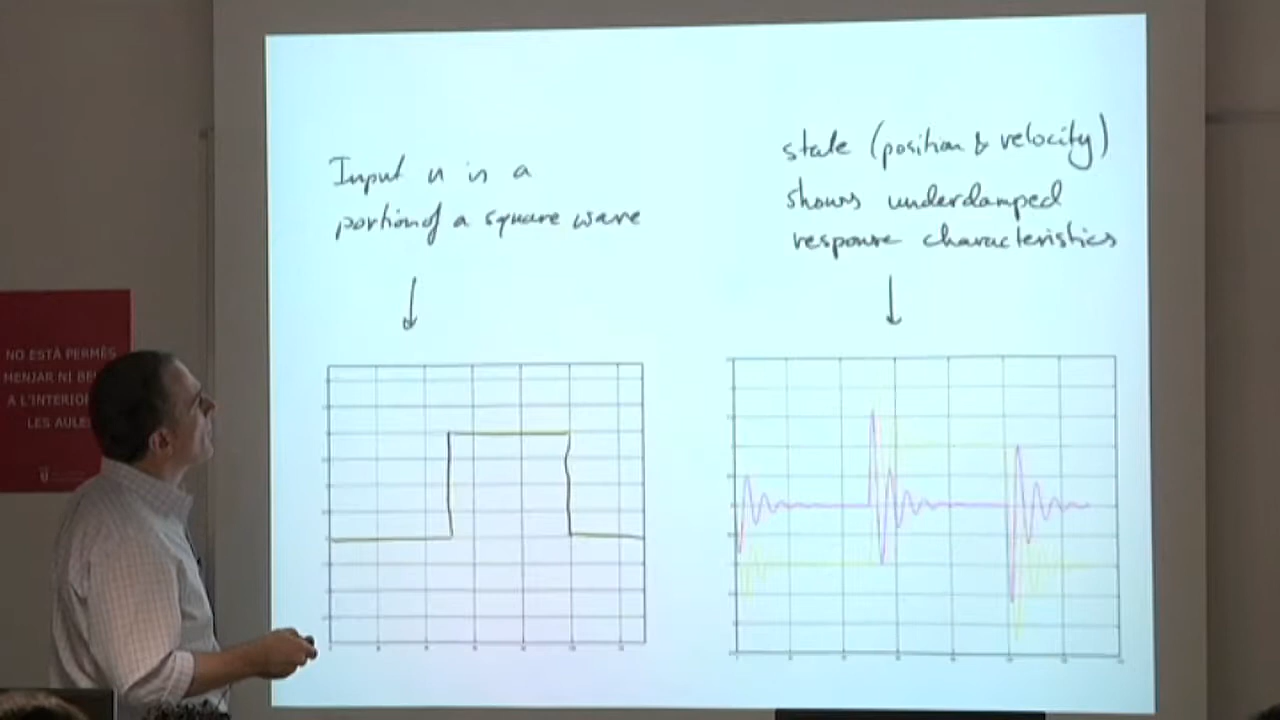 Input u is a
portion of a square wave
state (position & velocity)
shows underdamped
response characteristics
NO ESTÀ PERMÈS
MENJAR NI BE
A L'INTERIO
LES AULE